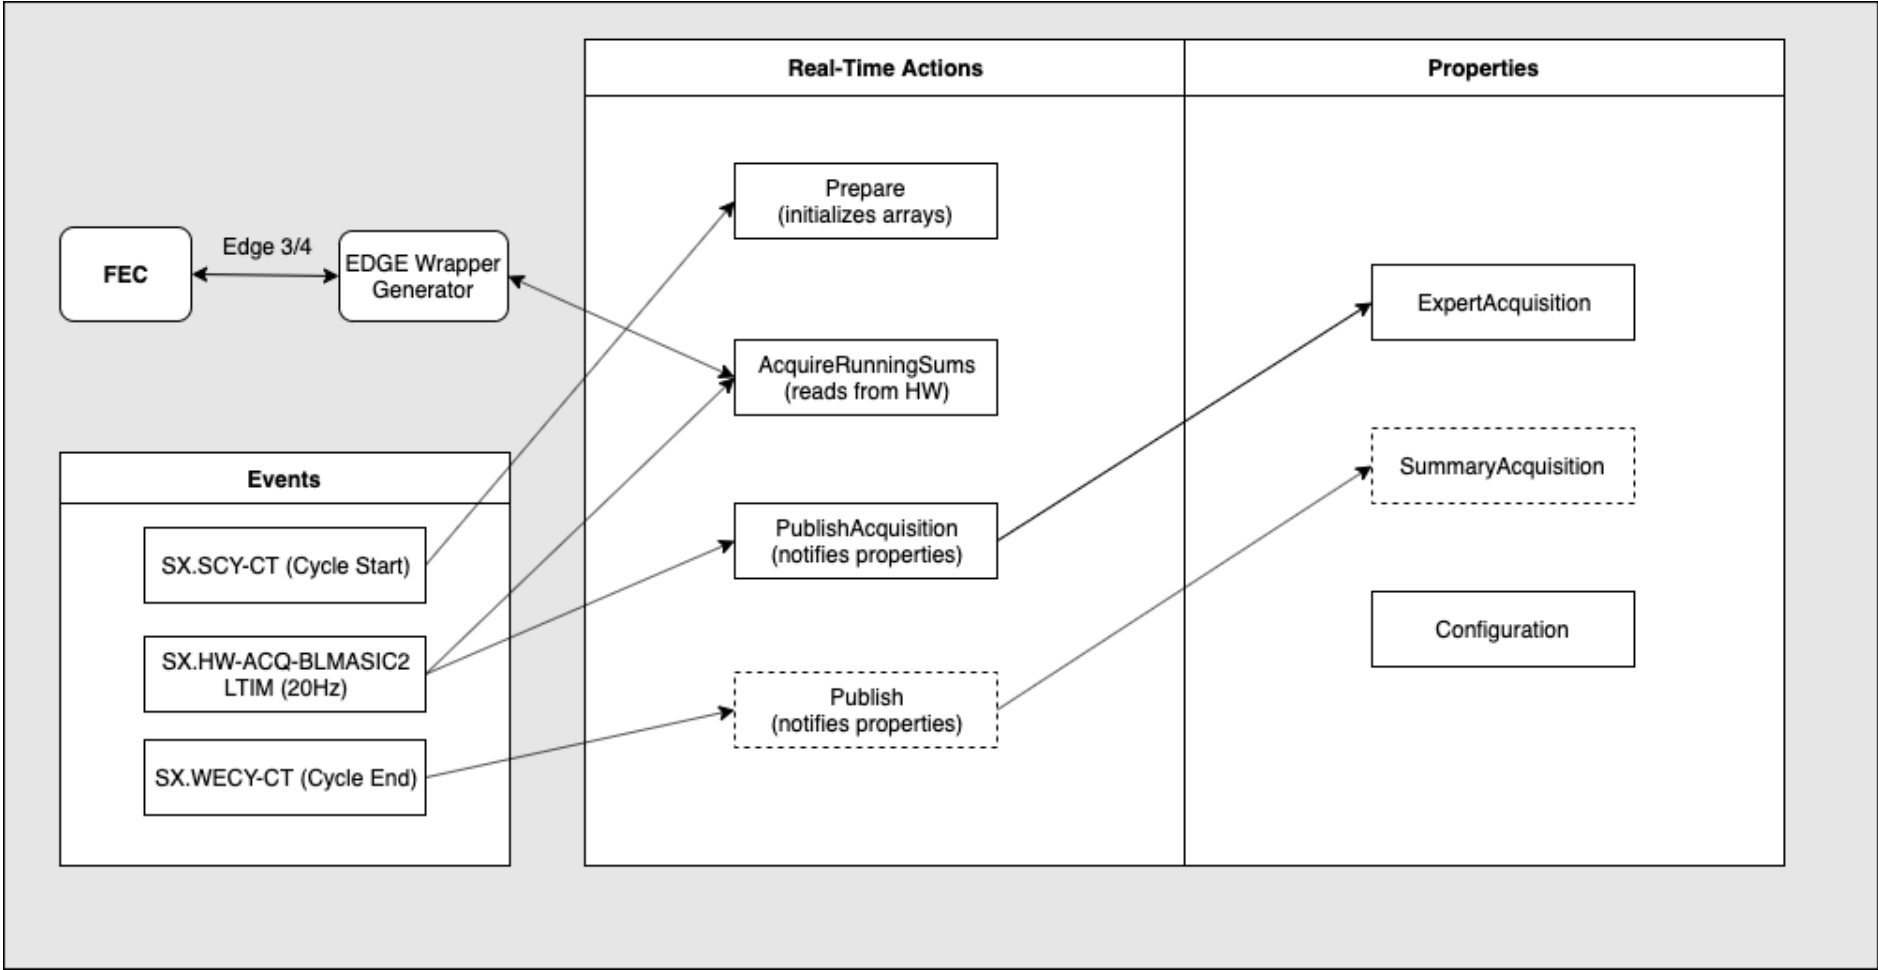 Real-Time Actions
Properties
Prepare
(initializes arrays)
FEC
Edge 3/4
EDGE Wrapper
Generator
ExpertAcquisition
AcquireRunningSums
(reads from HW)
SummaryAcquisition
Events
PublishAcquisition
(notifies properties)
SX.SCY-CT (Cycle Start)
Configuration
SX.HW-ACQ-BLMASIC2
LTIM (20Hz)
Publish
(notifies properties)
SX.WECY-CT (Cycle End)